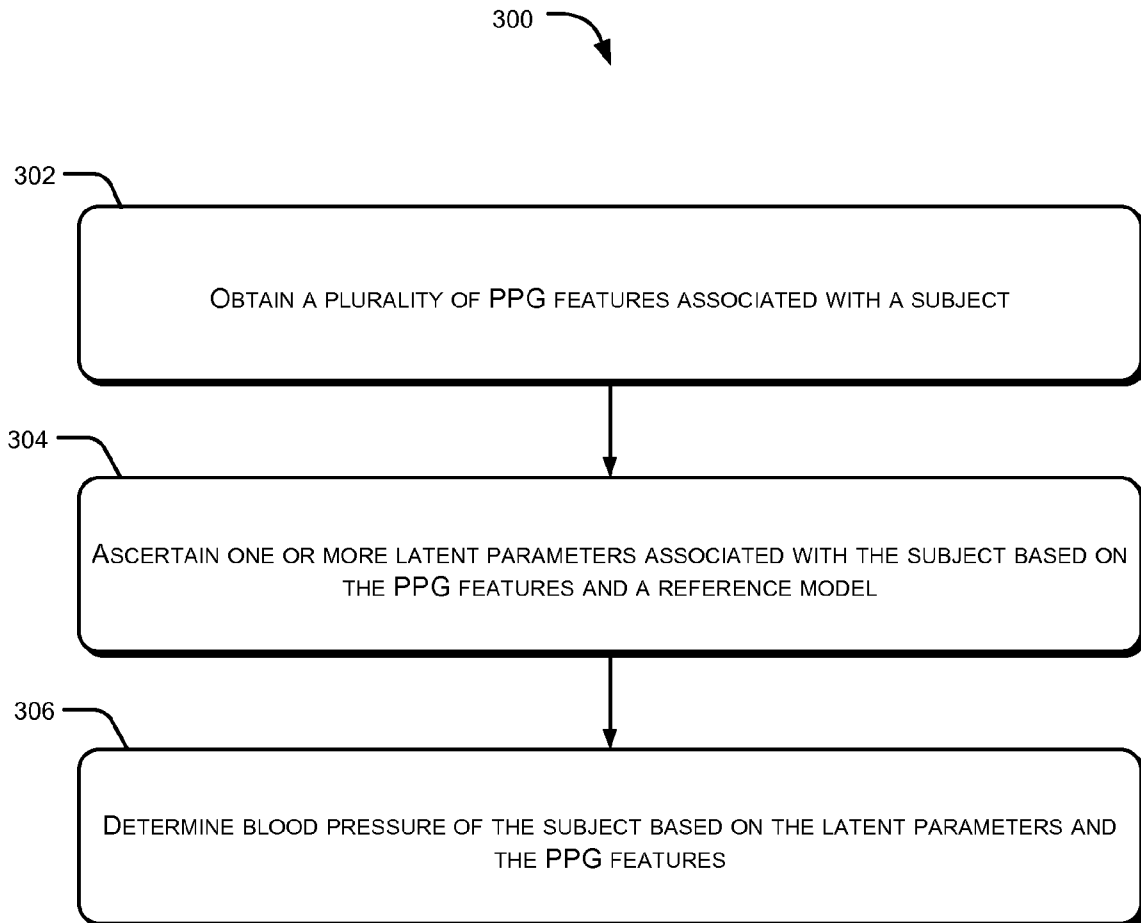 300
302
OBTAIN A PLURALITY OF PPG FEATURES ASSOCIATED WITH A SUBJECT
304
ASCERTAIN ONE OR MORE LATENT PARAMETERS ASSOCIATED WITH THE SUBJECT BASED ON
THE PPG FEATURES AND A REFERENCE MODEL
306
DETERMINE BLOOD PRESSURE OF THE SUBJECT BASED ON THE LATENT PARAMETERS AND
THE PPG FEATURES